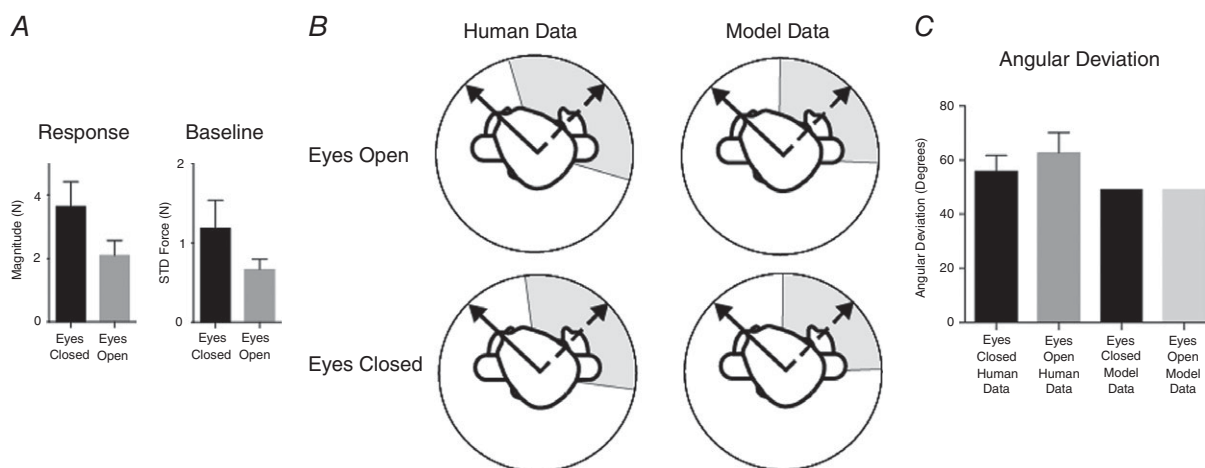 A
Response
Magnitude (N)
4
2
0
Eyes
Closed
Eyes
Open
Baseline
STD Force (N)
2
1
0
Eyes
Closed
Eyes
Open
B
Human Data
Model Data
Eyes Open
Eyes Closed
C
Angular Deviation
Angular Deviation (Degrees)
80
60
40
20
0
Eyes
Closed
Human
Data
Eyes
Open
Human
Data
Eyes
Closed
Model
Data
Eyes
Open
Model
Data